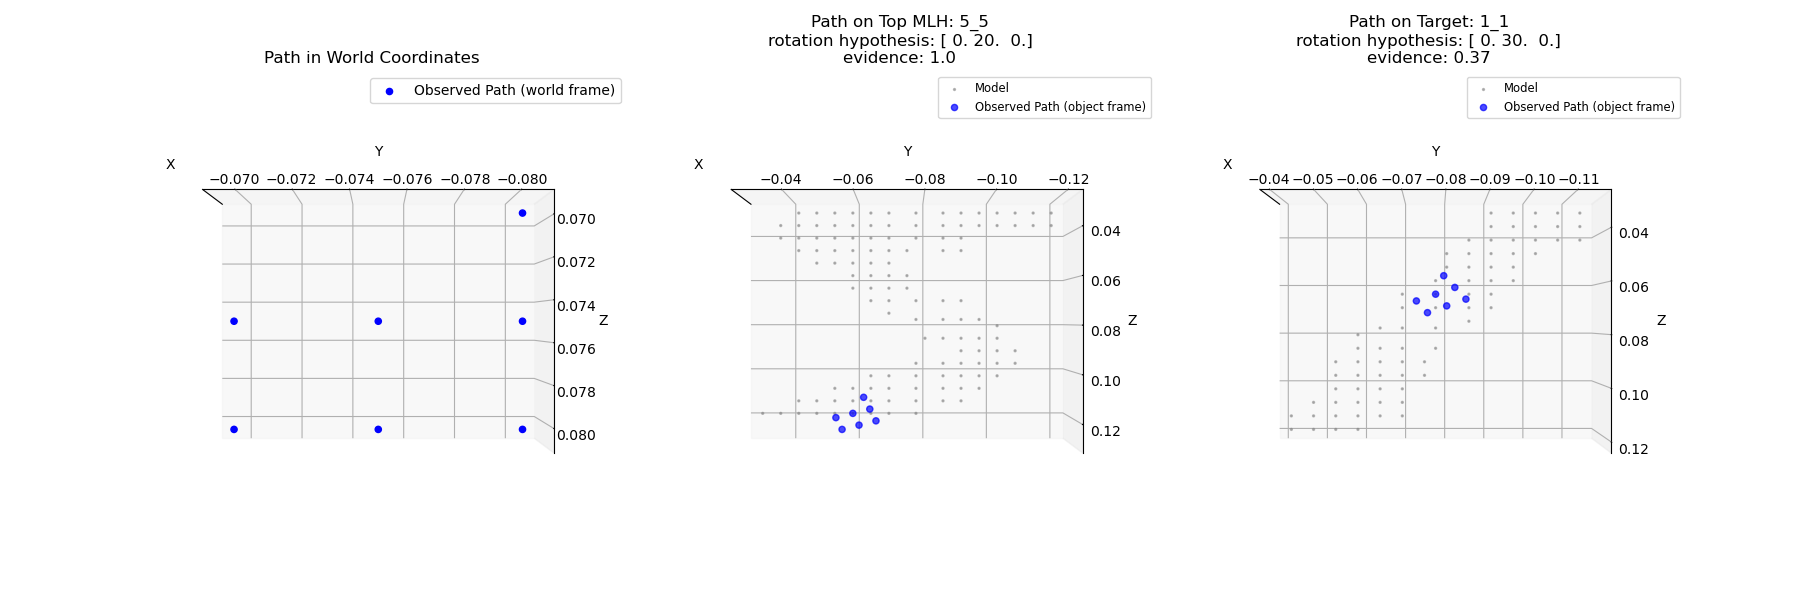 Path in World Coordinates
Observed Path (world frame)
X
Y
−0.070 −0.072 −0.074 −0.076 −0.078 −0.080
0.070
0.072
0.074
Z
0.076
0.078
0.080
Path on Top MLH: 5_5
rotation hypothesis: [ 0. 20.  0.]
evidence: 1.0
Model
Observed Path (object frame)
X
Y
−0.04 −0.06 −0.08 −0.10 −0.12
0.04
0.06
0.08
Z
0.10
0.12
Path on Target: 1_1
rotation hypothesis: [ 0. 30.  0.]
evidence: 0.37
Model
Observed Path (object frame)
X
Y
−0.04 −0.05 −0.06 −0.07 −0.08 −0.09 −0.10 −0.11
0.04
0.06
Z
0.08
0.10
0.12